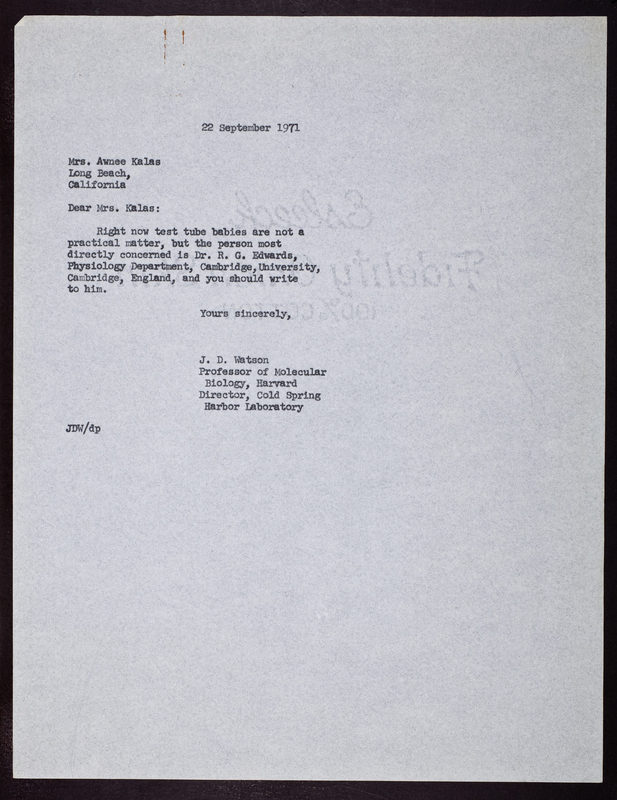 22 September 1971
Mrs. Awnee Kalas
Long Beach,
California
Dear Mrs. Kalas:
Right now test tube babies are not a
practical matter, but the person most
directly concerned is Dr. R. G. Edwards,
Physiology Department, Cambridge,University,
Cambridge, England, and you should write
to him.
Yours sincerely,
J. D. Watson
Professor of Molecular
Biology, Harvard
Director, Cold Spring
Harbor Laboratory
JDW/dp